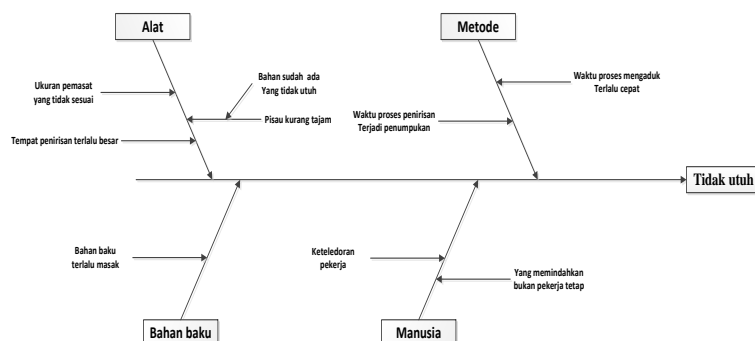 Alat
Metode
Ukuran pemasat
yang tidak sesuai
Bahan sudah ada
Yang tidak utuh
Pisau kurang tajam
Tempat penirisan terlalu besar
Waktu proses mengaduk
Terlalu cepat
Waktu proses penirisan
Terjadi penumpukan
Tidak utuh
Bahan baku
terlalu masak
Keteledoran
pekerja
Yang memindahkan
bukan pekerja tetap
Bahan baku
Manusia